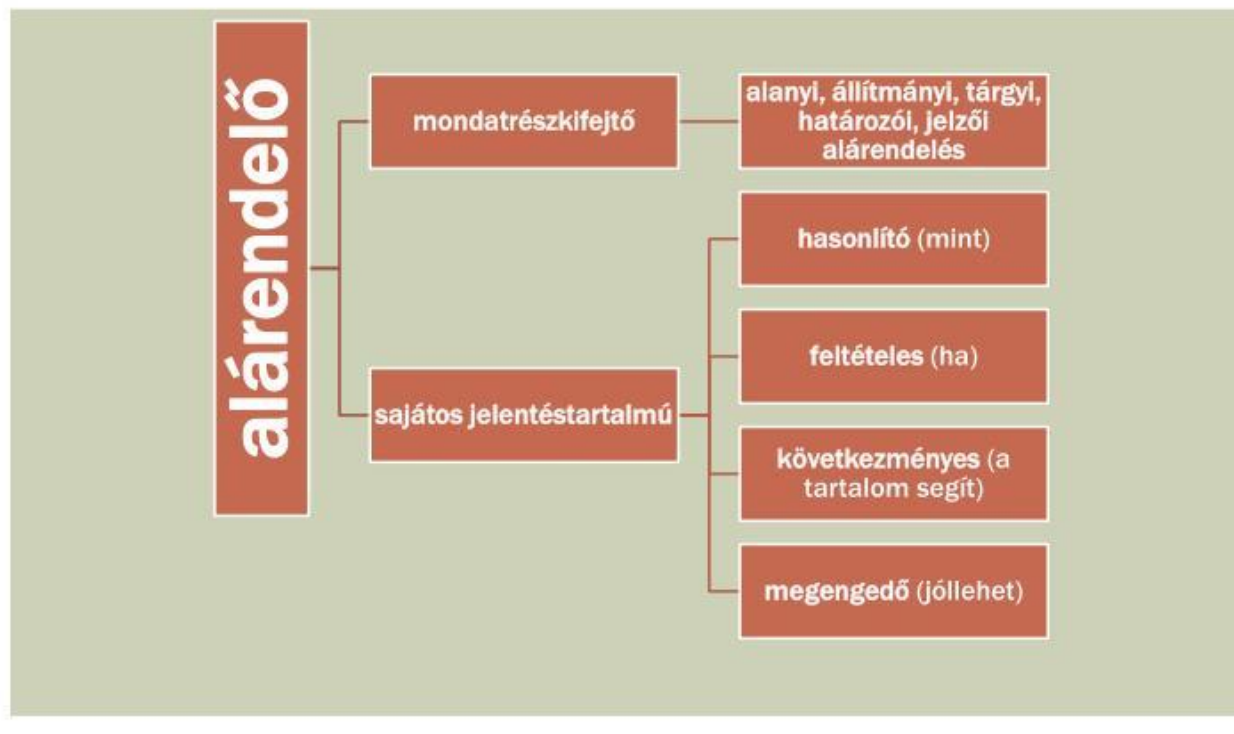 alárendelő
mondatrészkifejtő
alanyi, állítmányi, tárgyi,
határozói, jelzői
alárendelés
sajátos jelentéstartalmú
hasonlító (mint)
feltételes (ha)
következményes (a
tartalom segít)
megengedő (jóllehet)